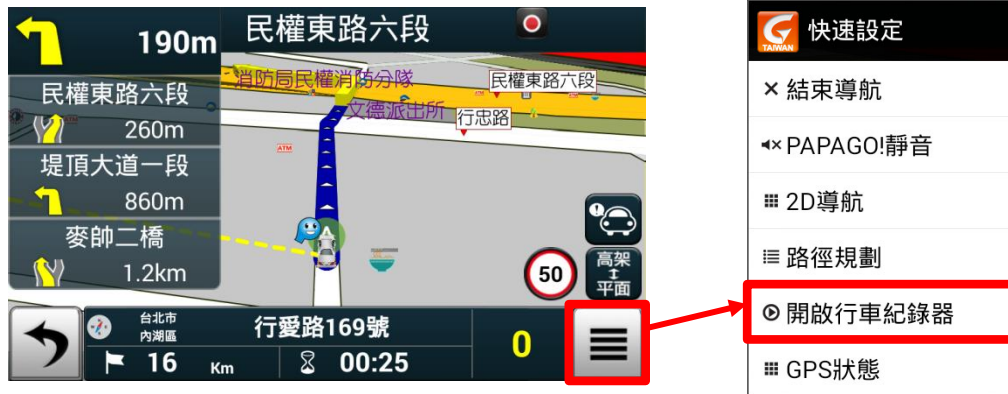 190m
民權東路六段
民權東路六段
260m
堤頂大道一段
860m
麥帥二橋
1.2km
消防局民權消防分隊
文德派出所
民權東路六段
行忠路
ATM
50
高架
平面
台北市
內湖區
行愛路169號
16 Km
00:25
0
TAIWAN
快速設定
結束導航
PAPAGO!靜音
2D導航
路徑規劃
開啟行車紀錄器
GPS狀態